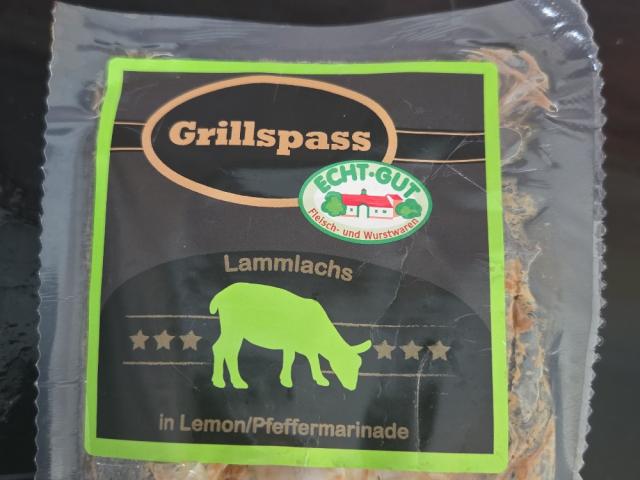 Grillspass
ECHT-GUT
Fleisch- und Wurstwaren
Lammlachs
in Lemon/Pfeffermarinade